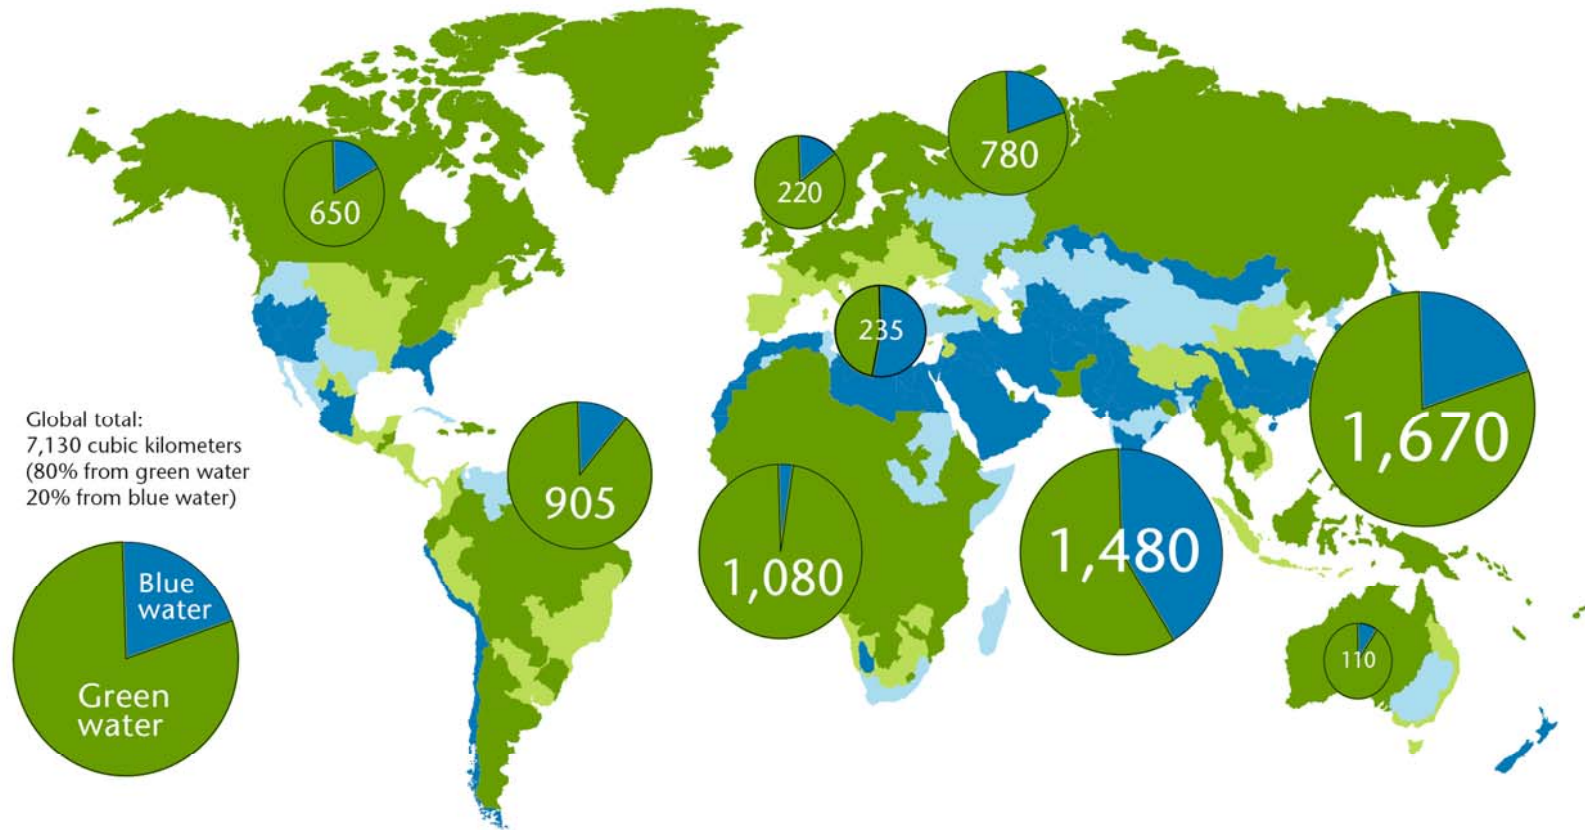 780
220
650
235
Global total:
7,130 cubic kilometers
(80% from green water
20% from blue water)
1,670
905
1,480
1,080
Blue
water
Green
water
110